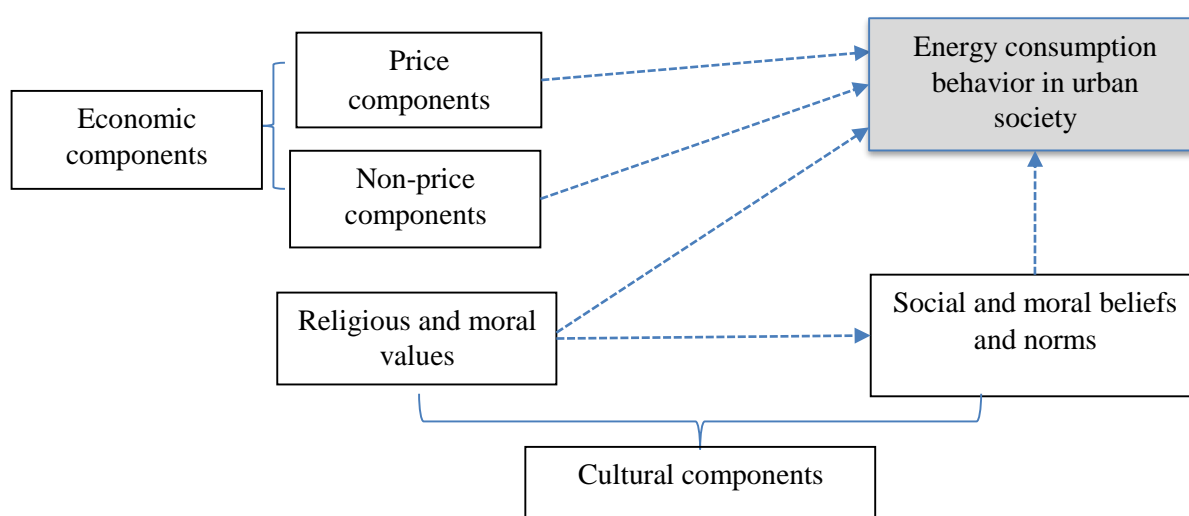 Price
components
Energy consumption
behavior in urban
society
Economic
components
Non-price
components
Religious and moral
values
Social and moral beliefs
and norms
Cultural components